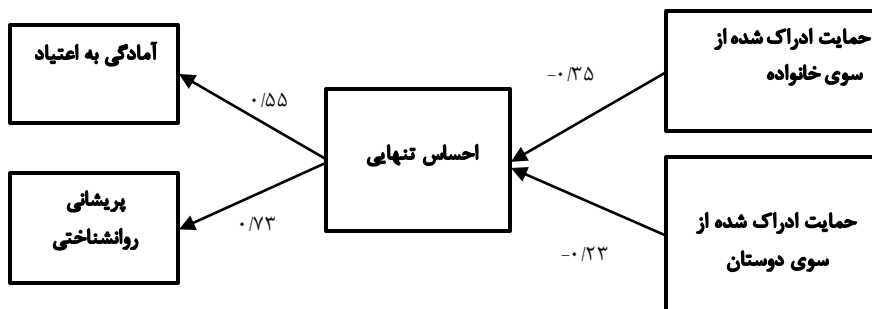 حمایت ادراک شده از
سوی خانواده
-۰/۳۵
آمادگی به اعتیاد
۰/۵۵
احساس تنهایی
پریشانی
روانشناختی
۰/۷۳
حمایت ادراک شده از
سوی دوستان
-۰/۲۳